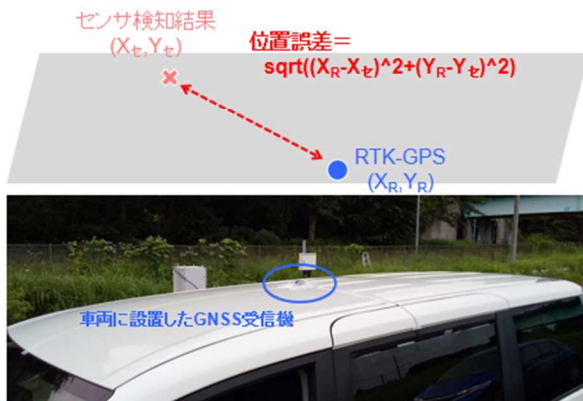 センサ検知結果
(Xセ,Yセ)
位置誤差＝
sqrt((XR-Xセ)^2+(YR-Yセ)^2)
RTK-GPS
(XR,YR)
車両に設置したGNSS受信機